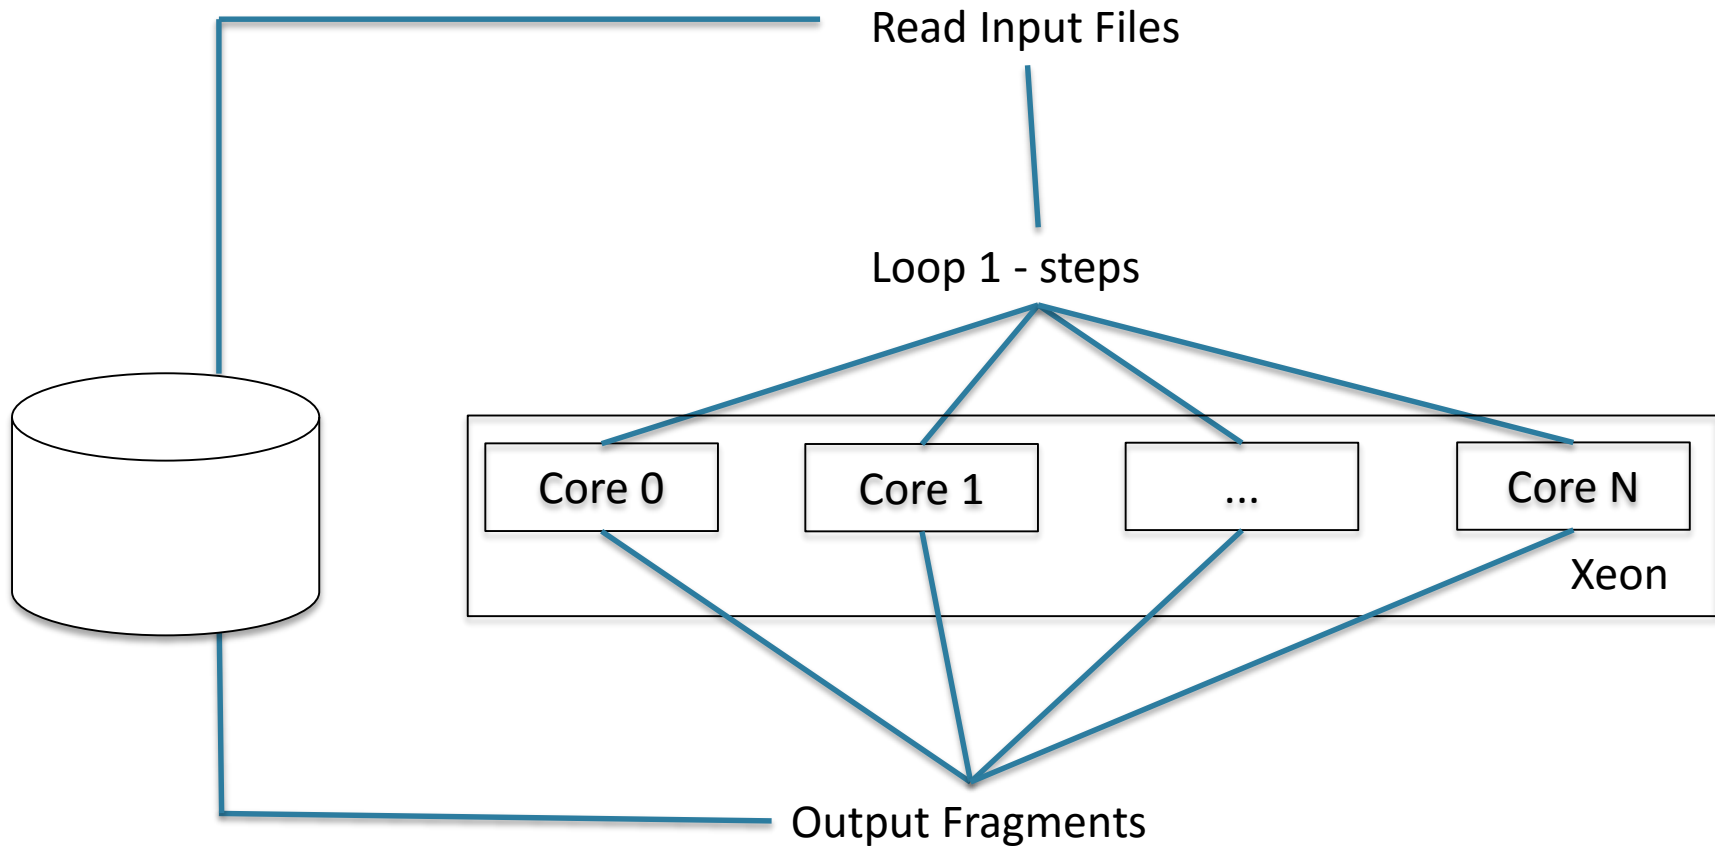 Read Input Files
Loop 1 - steps
Core 0
Core 1
...
Core N
Xeon
Output Fragments